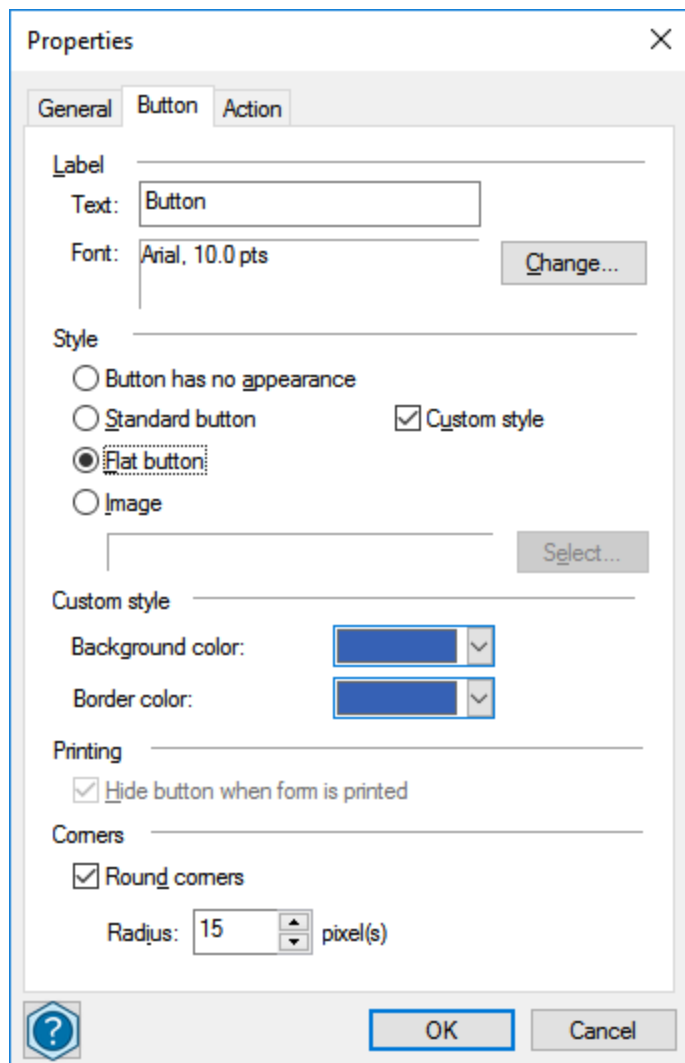 Properties
General Button Action
Label
Text: Button
Font: Arial, 10.0 pts Change...
Style
Button has no appearance
Standard button Custom style
Flat button
Image
Select...
Custom style
Background color:
Border color:
Printing
Hide button when form is printed
Corners
Round corners
Radius: 15 pixel(s)
? OK Cancel